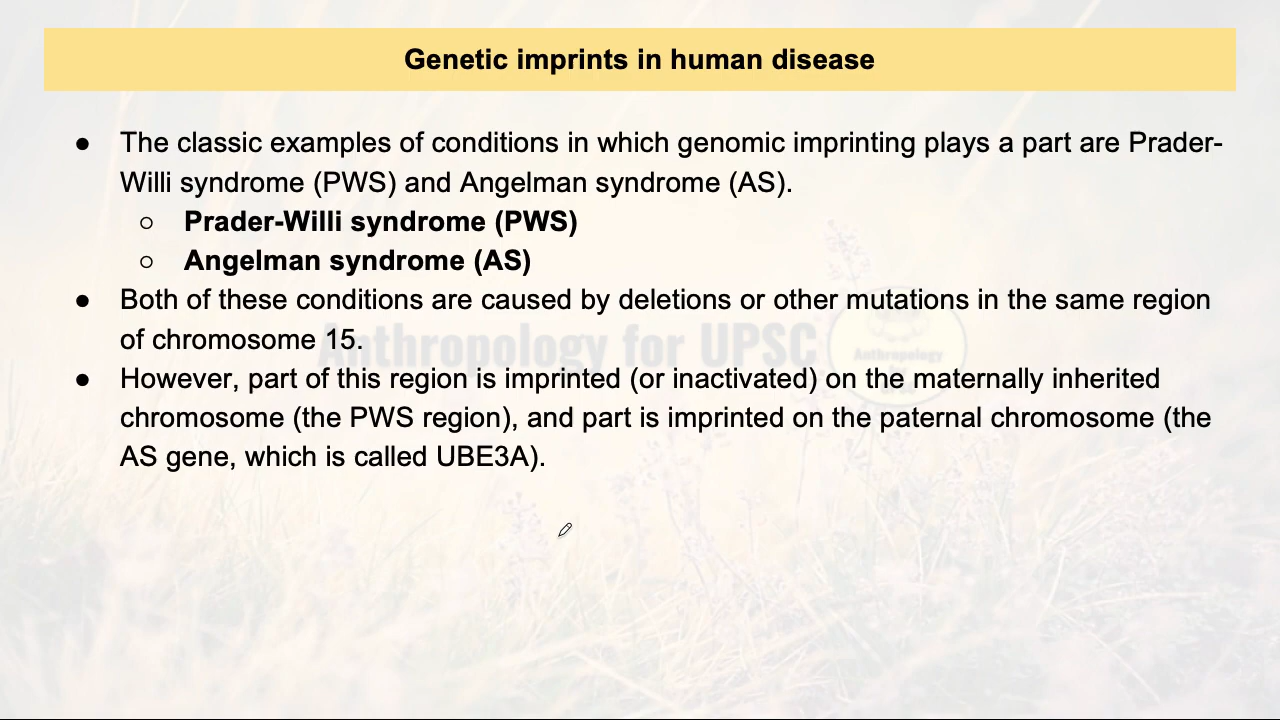 Genetic imprints in human disease
● The classic examples of conditions in which genomic imprinting plays a part are Prader-
Willi syndrome (PWS) and Angelman syndrome (AS).
○ Prader-Willi syndrome (PWS)
○ Angelman syndrome (AS)
● Both of these conditions are caused by deletions or other mutations in the same region
of chromosome 15.
Anthropology for UPSC
Anthropology
● However, part of this region is imprinted (or inactivated) on the maternally inherited
chromosome (the PWS region), and part is imprinted on the paternal chromosome (the
AS gene, which is called UBE3A).